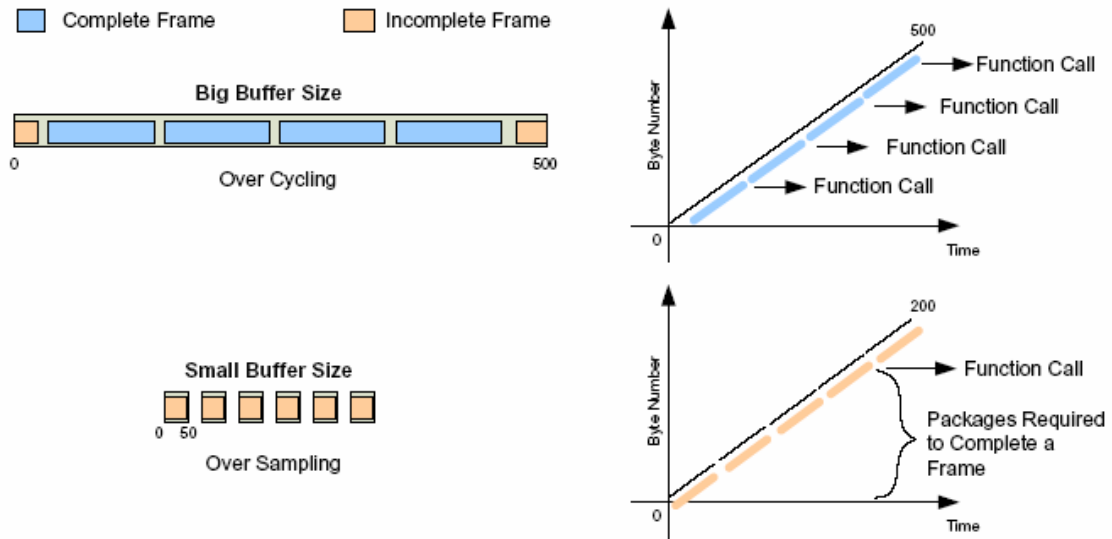 Complete Frame
Incomplete Frame
Big Buffer Size
0
500
Over Cycling
500
Function Call
Function Call
Function Call
Function Call
Byte Number
0
Time
Small Buffer Size
0 50
Over Sampling
200
Function Call
Packages Required
to Complete a
Frame
Byte Number
0
Time